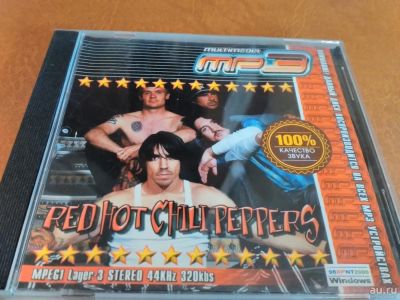 MULTIMEDIA
mp3
100%
КАЧЕСТВО
ЗВУКА
RED HOT CHILI PEPPERS
MPEG1 Layer-3 STEREO 44KHz 320kbs
Windows
au.ru